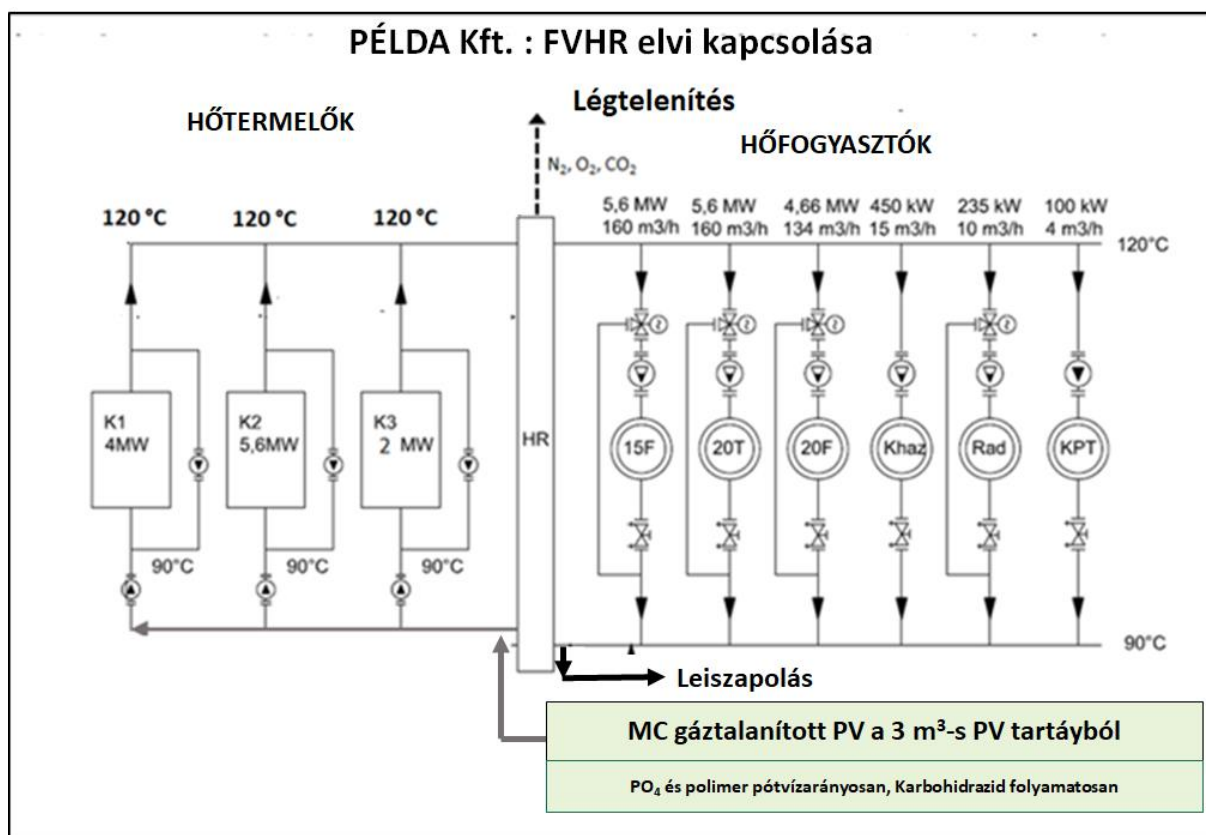 PÉLDA Kft. : FVHR elvi kapcsolása
Légtelenítés
HŐTERMELŐK
HŐFOGYASZTÓK
N₂, O₂, CO₂
120 °C 120 °C 120 °C
5,6 MW 5,6 MW 4,66 MW 450 kW 235 kW 100 kW
160 m3/h 160 m3/h 134 m3/h 15 m3/h 10 m3/h 4 m3/h
120°C
K1 K2 K3
4MW 5,6MW 2 MW
HR
15F 20T 20F Khaz Rad KPT
90°C 90°C 90°C
90°C
Leiszapolás
MC gáztalanított PV a 3 m³-s PV tartáyból
PO₄ és polimer pótvízarányosan, Karbohidrazid folyamatosan